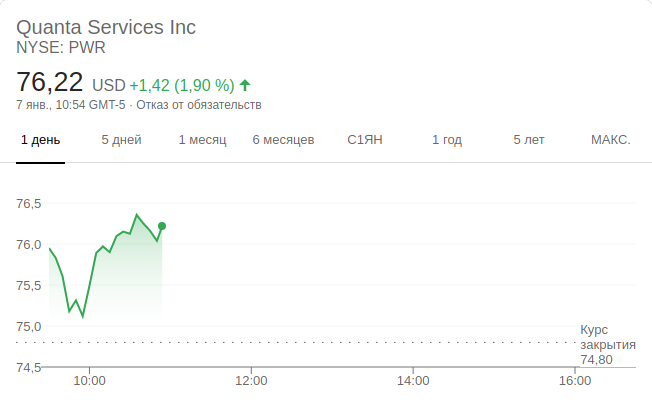 Quanta Services Inc
NYSE: PWR
76,22 USD +1,42 (1,90 %)
7 янв., 10:54 GMT-5 · Отказ от обязательств
1 день 5 дней 1 месяц 6 месяцев С1ЯН 1 год 5 лет МАКС.
76,5
76,0
75,5
75,0
Курс
закрытия
74,80
74,5
10:00 12:00 14:00 16:00